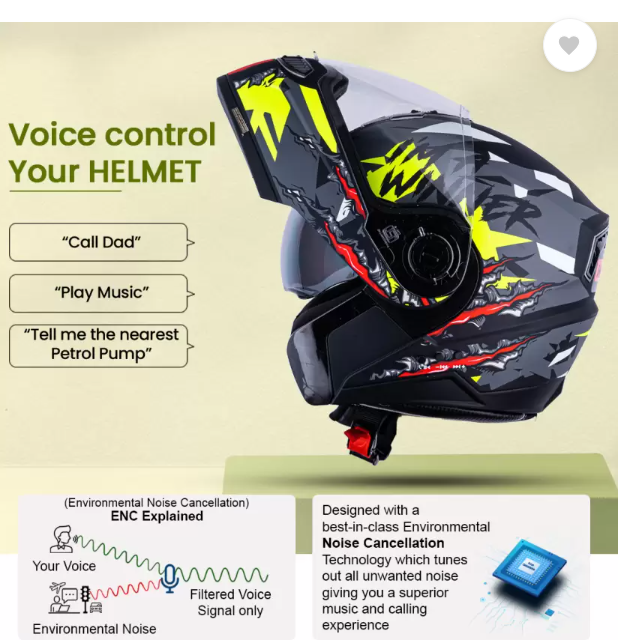 Voice control
Your HELMET
“Call Dad”
“Play Music”
“Tell me the nearest
Petrol Pump”
WINNER
(Environmental Noise Cancellation)
ENC Explained
Your Voice
Filtered Voice
Signal only
Environmental Noise
Designed with a
best-in-class Environmental
Noise Cancellation
Technology which tunes
out all unwanted noise
giving you a superior
music and calling
experience